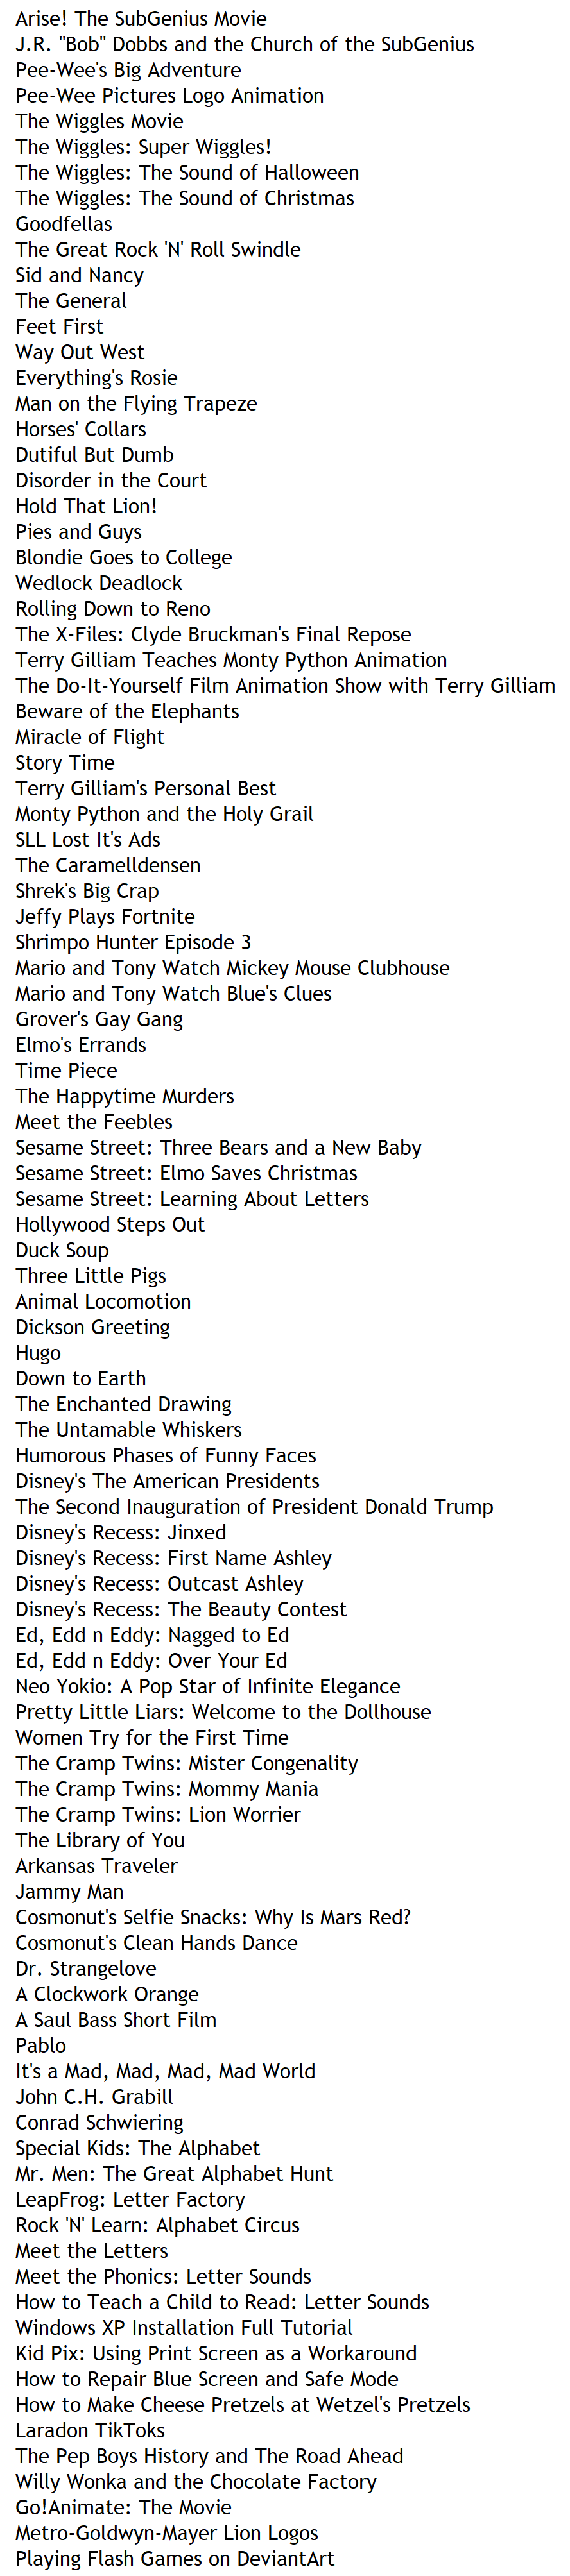 Arise! The SubGenius Movie
J.R. "Bob" Dobbs and the Church of the SubGenius
Pee-Wee's Big Adventure
Pee-Wee Pictures Logo Animation
The Wiggles Movie
The Wiggles: Super Wiggles!
The Wiggles: The Sound of Halloween
The Wiggles: The Sound of Christmas
Goodfellas
The Great Rock 'N' Roll Swindle
Sid and Nancy
The General
Feet First
Way Out West
Everything's Rosie
Man on the Flying Trapeze
Horses' Collars
Dutiful But Dumb
Disorder in the Court
Hold That Lion!
Pies and Guys
Blondie Goes to College
Wedlock Deadlock
Rolling Down to Reno
The X-Files: Clyde Bruckman's Final Repose
Terry Gilliam Teaches Monty Python Animation
The Do-It-Yourself Film Animation Show with Terry Gilliam
Beware of the Elephants
Miracle of Flight
Story Time
Terry Gilliam's Personal Best
Monty Python and the Holy Grail
SLL Lost It's Ads
The Caramelldensen
Shrek's Big Crap
Jeffy Plays Fortnite
Shrimpo Hunter Episode 3
Mario and Tony Watch Mickey Mouse Clubhouse
Mario and Tony Watch Blue's Clues
Grover's Gay Gang
Elmo's Errands
Time Piece
The Happytime Murders
Meet the Feebles
Sesame Street: Three Bears and a New Baby
Sesame Street: Elmo Saves Christmas
Sesame Street: Learning About Letters
Hollywood Steps Out
Duck Soup
Three Little Pigs
Animal Locomotion
Dickson Greeting
Hugo
Down to Earth
The Enchanted Drawing
The Untamable Whiskers
Humorous Phases of Funny Faces
Disney's The American Presidents
The Second Inauguration of President Donald Trump
Disney's Recess: Jinxed
Disney's Recess: First Name Ashley
Disney's Recess: Outcast Ashley
Disney's Recess: The Beauty Contest
Ed, Edd n Eddy: Nagged to Ed
Ed, Edd n Eddy: Over Your Ed
Neo Yokio: A Pop Star of Infinite Elegance
Pretty Little Liars: Welcome to the Dollhouse
Women Try for the First Time
The Cramp Twins: Mister Congenality
The Cramp Twins: Mommy Mania
The Cramp Twins: Lion Worrier
The Library of You
Arkansas Traveler
Jammy Man
Cosmonut's Selfie Snacks: Why Is Mars Red?
Cosmonut's Clean Hands Dance
Dr. Strangelove
A Clockwork Orange
A Saul Bass Short Film
Pablo
It's a Mad, Mad, Mad, Mad World
John C.H. Grabill
Conrad Schwiering
Special Kids: The Alphabet
Mr. Men: The Great Alphabet Hunt
LeapFrog: Letter Factory
Rock 'N' Learn: Alphabet Circus
Meet the Letters
Meet the Phonics: Letter Sounds
How to Teach a Child to Read: Letter Sounds
Windows XP Installation Full Tutorial
Kid Pix: Using Print Screen as a Workaround
How to Repair Blue Screen and Safe Mode
How to Make Cheese Pretzels at Wetzel's Pretzels
Laradon TikToks
The Pep Boys History and The Road Ahead
Willy Wonka and the Chocolate Factory
Go!Animate: The Movie
Metro-Goldwyn-Mayer Lion Logos
Playing Flash Games on DeviantArt